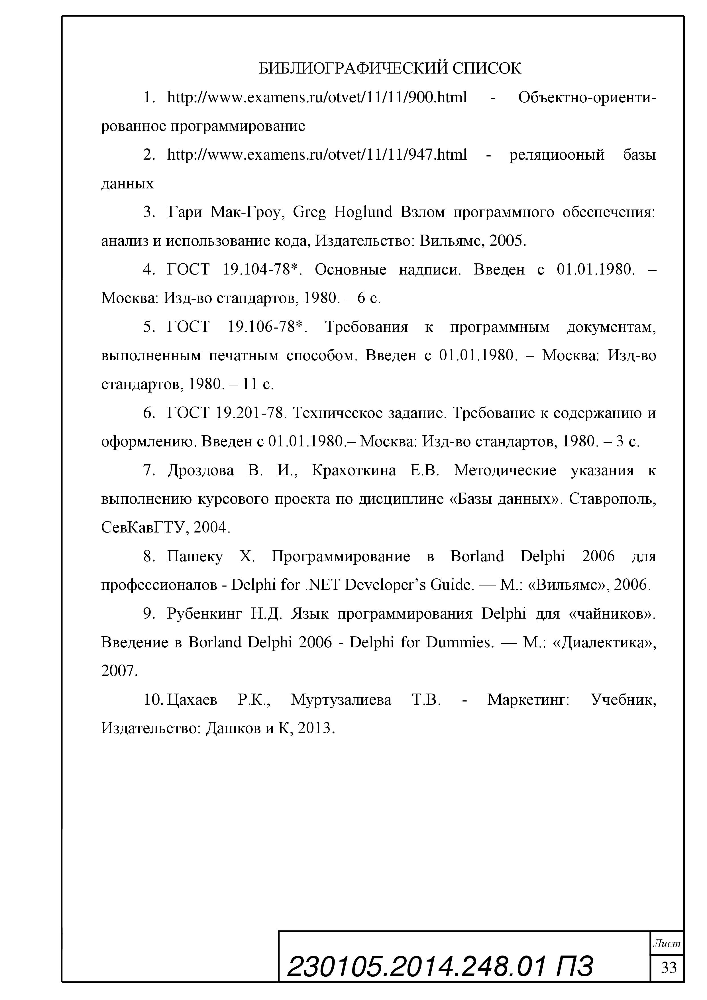 БИБЛИОГРАФИЧЕСКИЙ СПИСОК
1. http://www.examens.ru/otvet/11/11/900.html - Объектно-ориенти-
рованное программирование
2. http://www.examens.ru/otvet/11/11/947.html - реляциооный базы
данных
3. Гари Мак-Гроу, Greg Hoglund Взлом программного обеспечения:
анализ и использование кода, Издательство: Вильямс, 2005.
4. ГОСТ 19.104-78*. Основные надписи. Введен с 01.01.1980. –
Москва: Изд-во стандартов, 1980. – 6 с.
5. ГОСТ 19.106-78*. Требования к программным документам,
выполненным печатным способом. Введен с 01.01.1980. – Москва: Изд-во
стандартов, 1980. – 11 с.
6. ГОСТ 19.201-78. Техническое задание. Требование к содержанию и
оформлению. Введен с 01.01.1980.– Москва: Изд-во стандартов, 1980. – 3 с.
7. Дроздова В. И., Крахоткина Е.В. Методические указания к
выполнению курсового проекта по дисциплине «Базы данных». Ставрополь,
СевКавГТУ, 2004.
8. Пашеку Х. Программирование в Borland Delphi 2006 для
профессионалов - Delphi for .NET Developer’s Guide. — М.: «Вильямс», 2006.
9. Рубенкинг Н.Д. Язык программирования Delphi для «чайников».
Введение в Borland Delphi 2006 - Delphi for Dummies. — М.: «Диалектика»,
2007.
10. Цахаев Р.К., Муртузалиева Т.В. - Маркетинг: Учебник,
Издательство: Дашков и К, 2013.
Лист
230105.2014.248.01 ПЗ
33